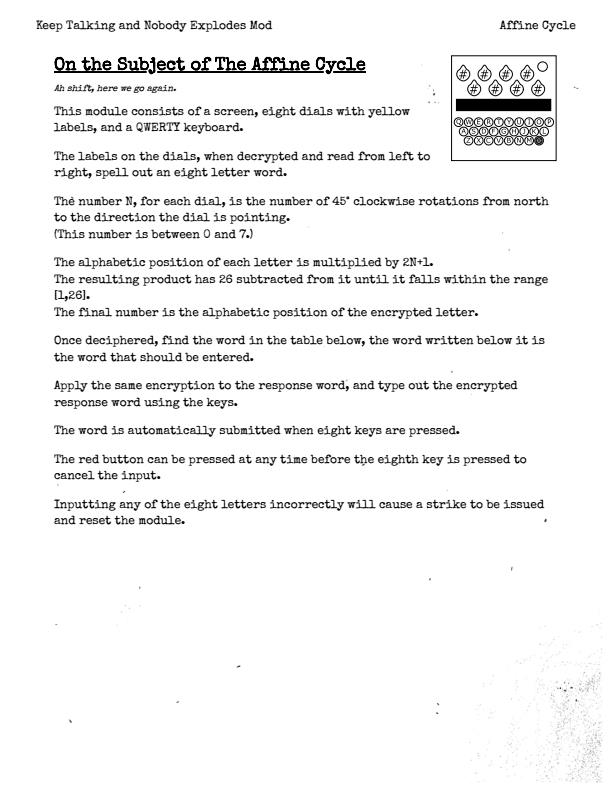 Keep Talking and Nobody Explodes Mod
Affine Cycle
On the Subject of The Affine Cycle
Ah shift, here we go again.
This module consists of a screen, eight dials with yellow
labels, and a QWERTY keyboard.
The labels on the dials, when decrypted and read from left to
right, spell out an eight letter word.
The number N, for each dial, is the number of 45° clockwise rotations from north
to the direction the dial is pointing.
(This number is between 0 and 7.)
The alphabetic position of each letter is multiplied by 2N+1.
The resulting product has 26 subtracted from it until it falls within the range
[1,26].
The final number is the alphabetic position of the encrypted letter.
Once deciphered, find the word in the table below, the word written below it is
the word that should be entered.
Apply the same encryption to the response word, and type out the encrypted
response word using the keys.
The word is automatically submitted when eight keys are pressed.
The red button can be pressed at any time before the eighth key is pressed to
cancel the input.
Inputting any of the eight letters incorrectly will cause a strike to be issued
and reset the module.
# # # #
# # # #
Q W E R T Y U I O P
A S D F G H J K L
Z X C V B N M